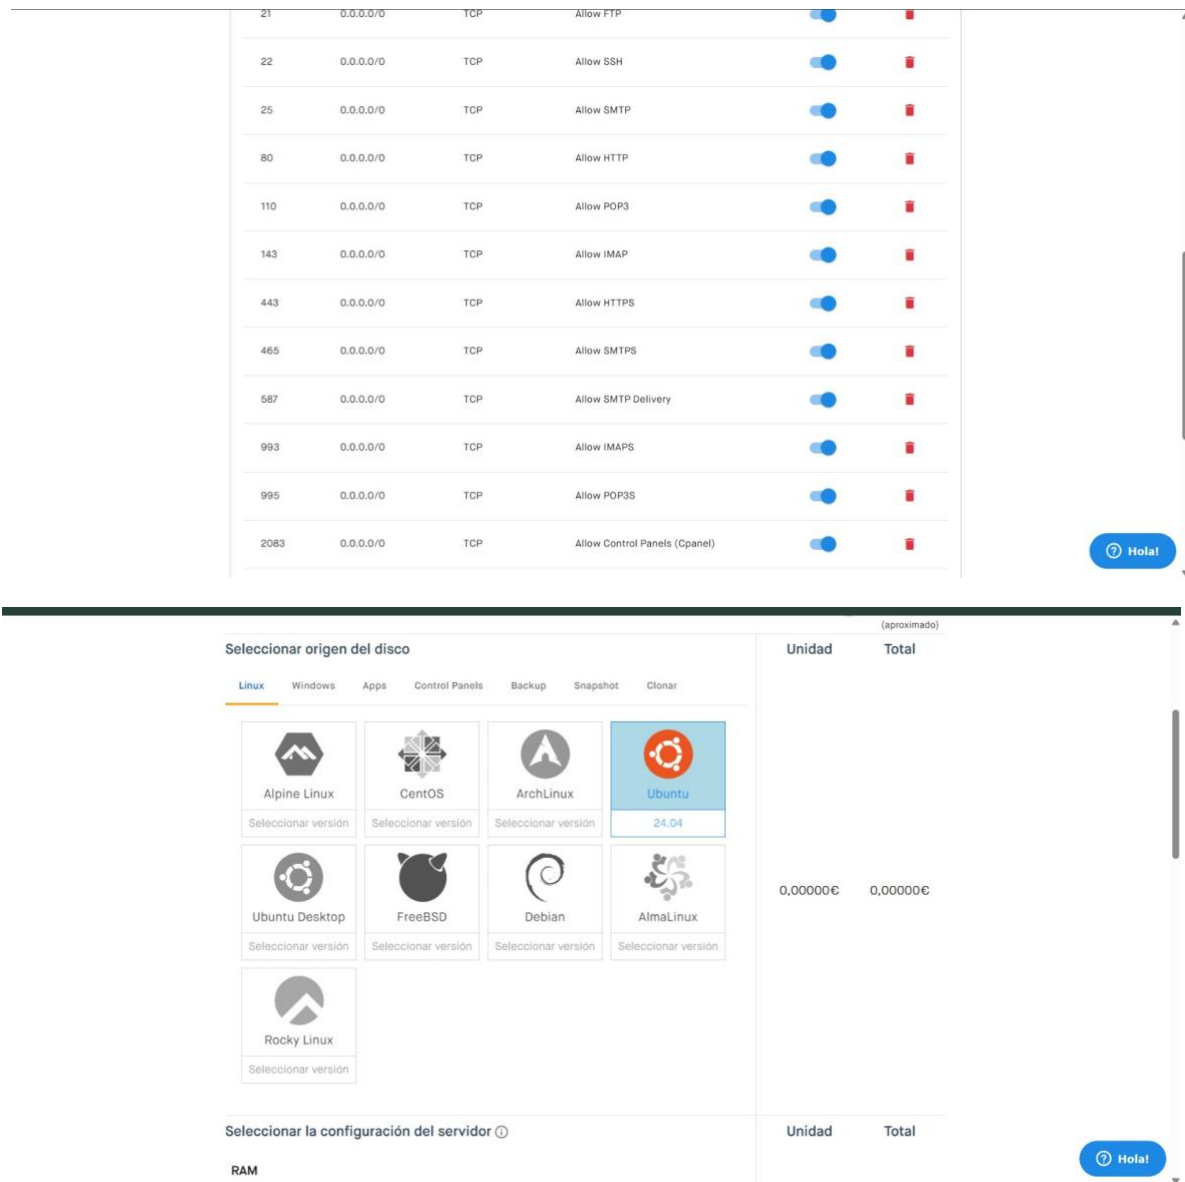 21 0.0.0.0/0 TCP Allow FTP
22 0.0.0.0/0 TCP Allow SSH
25 0.0.0.0/0 TCP Allow SMTP
80 0.0.0.0/0 TCP Allow HTTP
110 0.0.0.0/0 TCP Allow POP3
143 0.0.0.0/0 TCP Allow IMAP
443 0.0.0.0/0 TCP Allow HTTPS
465 0.0.0.0/0 TCP Allow SMTPS
587 0.0.0.0/0 TCP Allow SMTP Delivery
993 0.0.0.0/0 TCP Allow IMAPS
995 0.0.0.0/0 TCP Allow POP3S
2083 0.0.0.0/0 TCP Allow Control Panels (Cpanel)
Hola!
(aproximado)
Seleccionar origen del disco Unidad Total
Linux Windows Apps Control Panels Backup Snapshot Clonar
Alpine Linux CentOS ArchLinux Ubuntu
Seleccionar versión Seleccionar versión Seleccionar versión 24.04
0,00000€ 0,00000€
Ubuntu Desktop FreeBSD Debian AlmaLinux
Seleccionar versión Seleccionar versión Seleccionar versión Seleccionar versión
Rocky Linux
Seleccionar versión
Seleccionar la configuración del servidor Unidad Total
Hola!
RAM